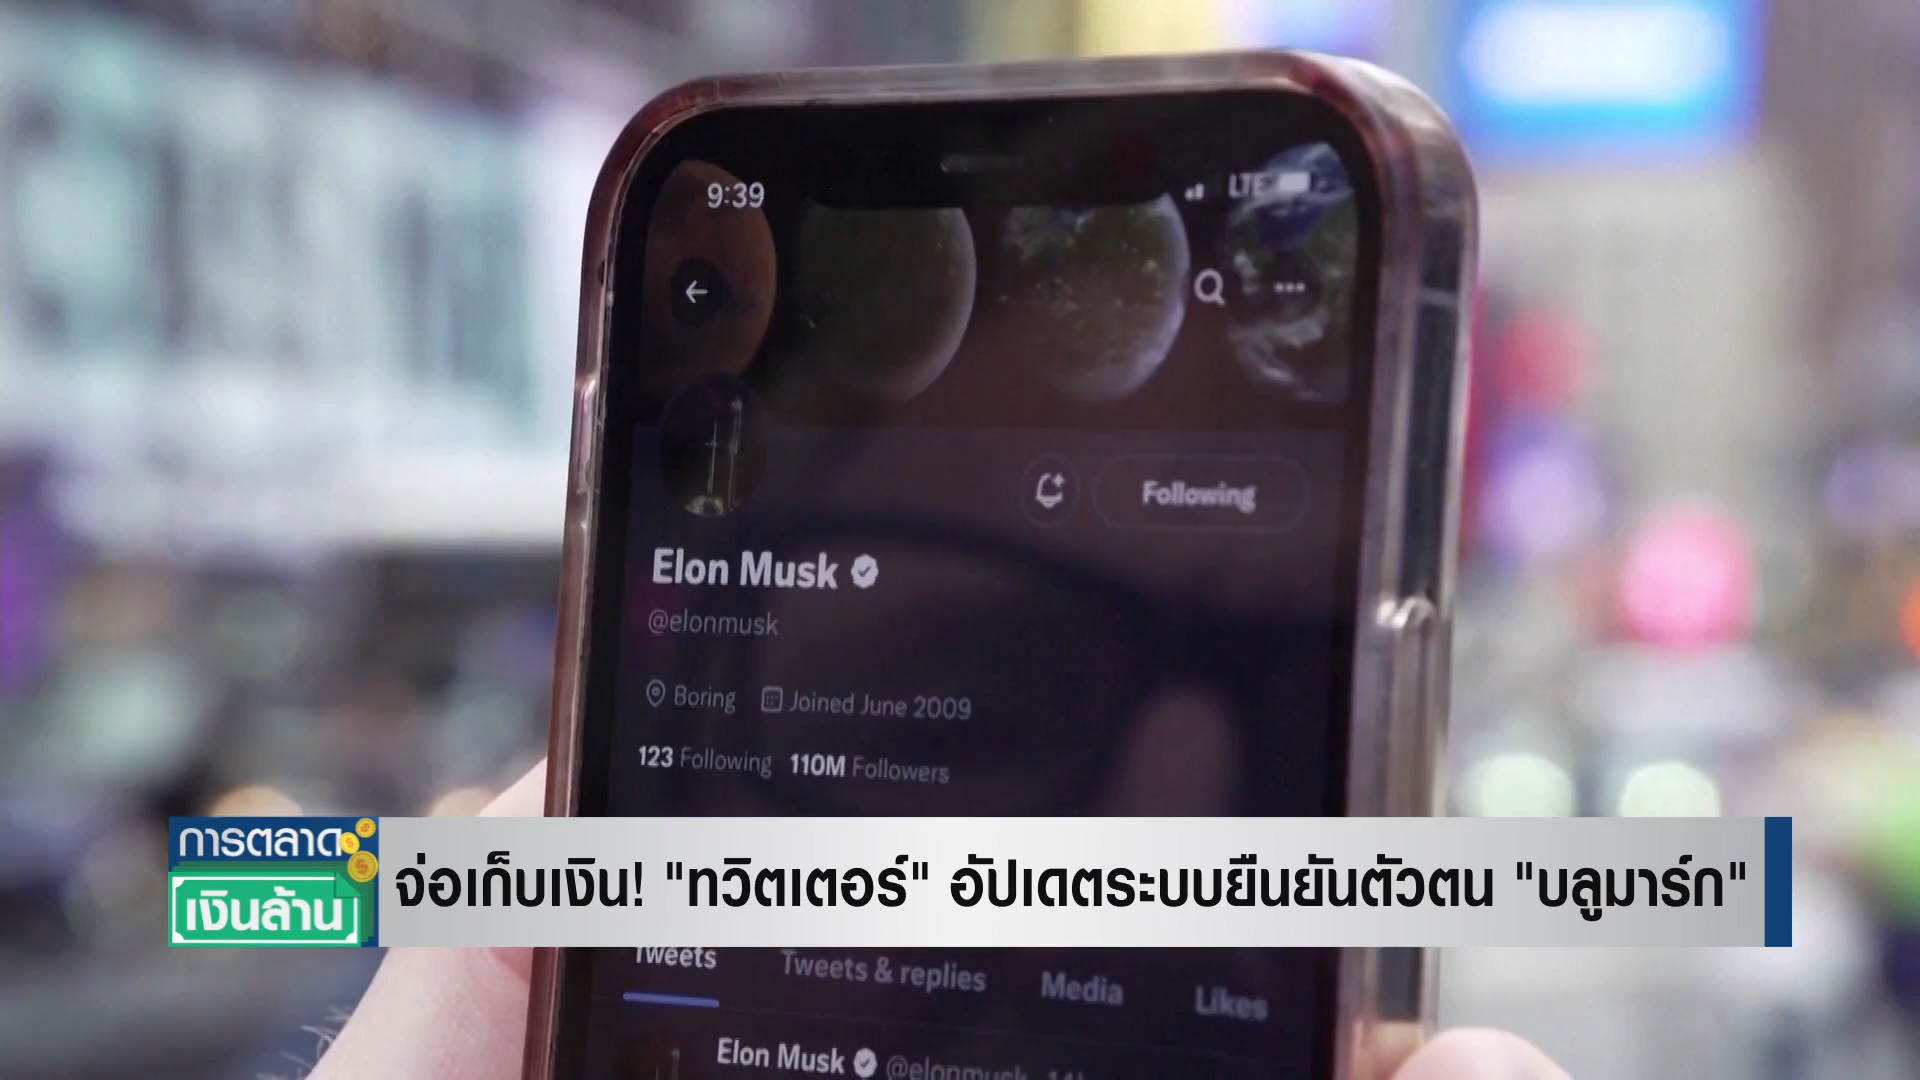 9:39
LTE
Following
Elon Musk
@elonmusk
Boring Joined June 2009
123 Following 110M Followers
การตลาด
เงินล้าน
จ่อเก็บเงิน! "ทวิตเตอร์" อัปเดตระบบยืนยันตัวตน "บลูมาร์ก"
Tweets Tweets & replies Media Likes
Elon Musk @elonmusk